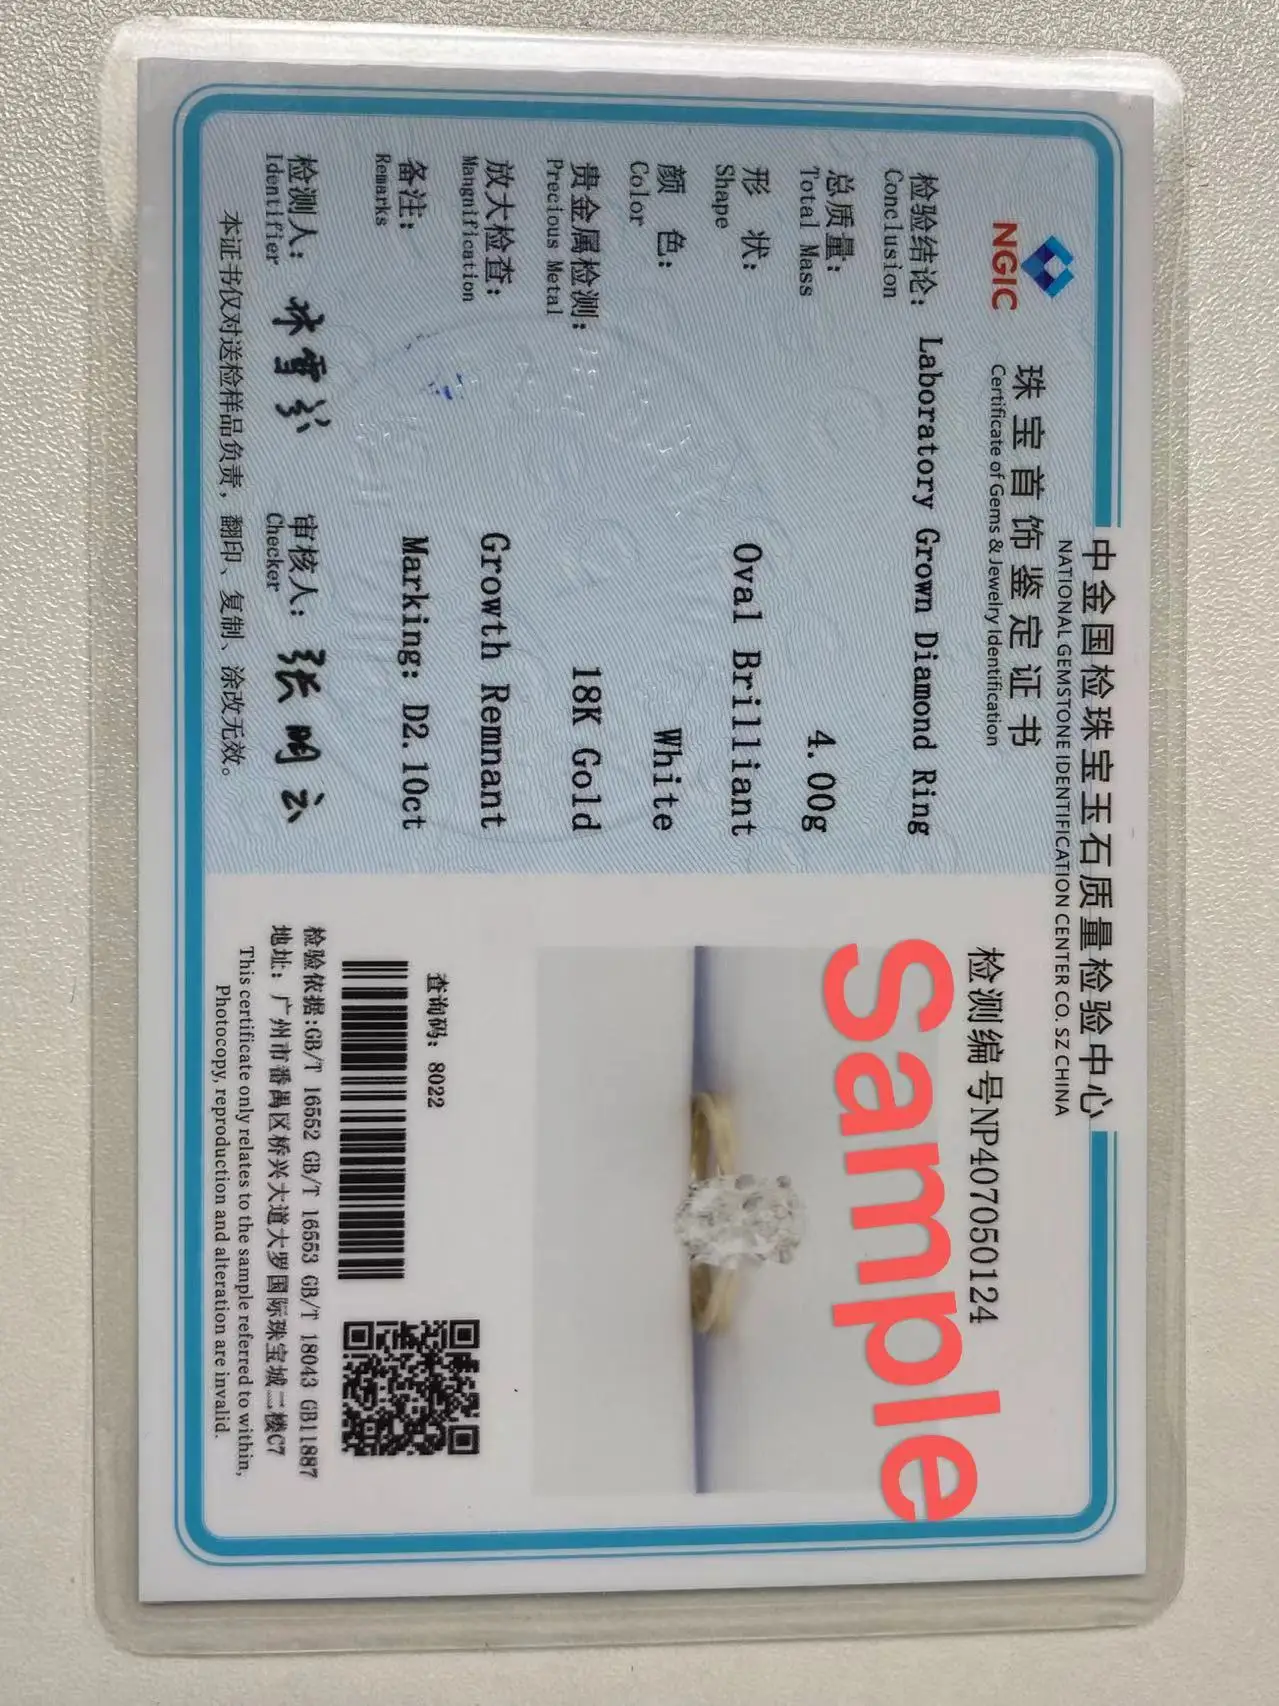 中金国检珠宝玉石质量检验中心
NATIONAL GEMSTONE IDENTIFICATION CENTER CO. SZ CHINA
NGIC
珠宝首饰鉴定证书
Certificate of Gems & Jewelry Identification
检验结论: Laboratory Grown Diamond Ring
Conclusion
总质量: 4.00g
Total Mass
形 状: Oval Brilliant
Shape
颜 色: White
Color
贵金属检测: 18K Gold
Precious Metal
放大检查: Growth Remnant
Mangnification
备注: Marking: D2.10ct
Remarks
检测人: 审核人: 张
Identifier Checker
本证书仅对送检样品负责，翻印、复制、涂改无效。
检测编号NP407050124
Sample
查询码: 8022
检验依据:GB/T 16552 GB/T 16553 GB/T 18043 GB11887
地址: 广州市番禺区桥兴大道大罗国际珠宝城二楼C7
This certificate only relates to the sample referred to within,
Photocopy, reproduction and alteration are invalid.